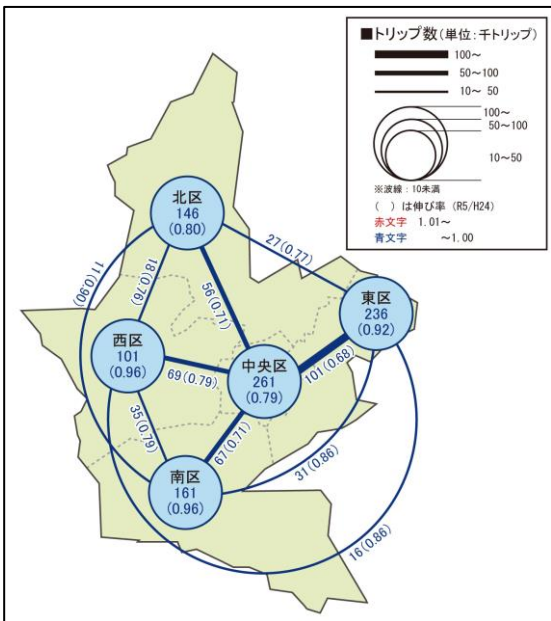 ■トリップ数(単位:千トリップ)
100～
50～100
10～ 50
100～
50～100
10～50
※波線:10未満
( )は伸び率 (R5/H24)
赤文字 1.01～
青文字 ～1.00
北区
146
(0.80)
27(0.77)
11(0.90)
18(0.76)
56(0.71)
東区
236
(0.92)
西区
101
(0.96)
69(0.79)
中央区
261
(0.79)
101(0.68)
35(0.79)
67(0.71)
南区
161
(0.96)
31(0.86)
16(0.86)